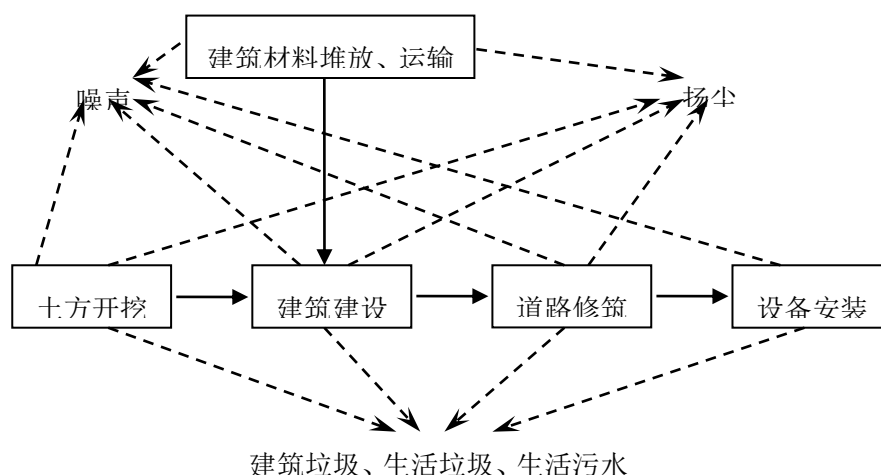 建筑材料堆放、运输
噪声
扬尘
土方开挖
建筑建设
道路修筑
设备安装
建筑垃圾、生活垃圾、生活污水